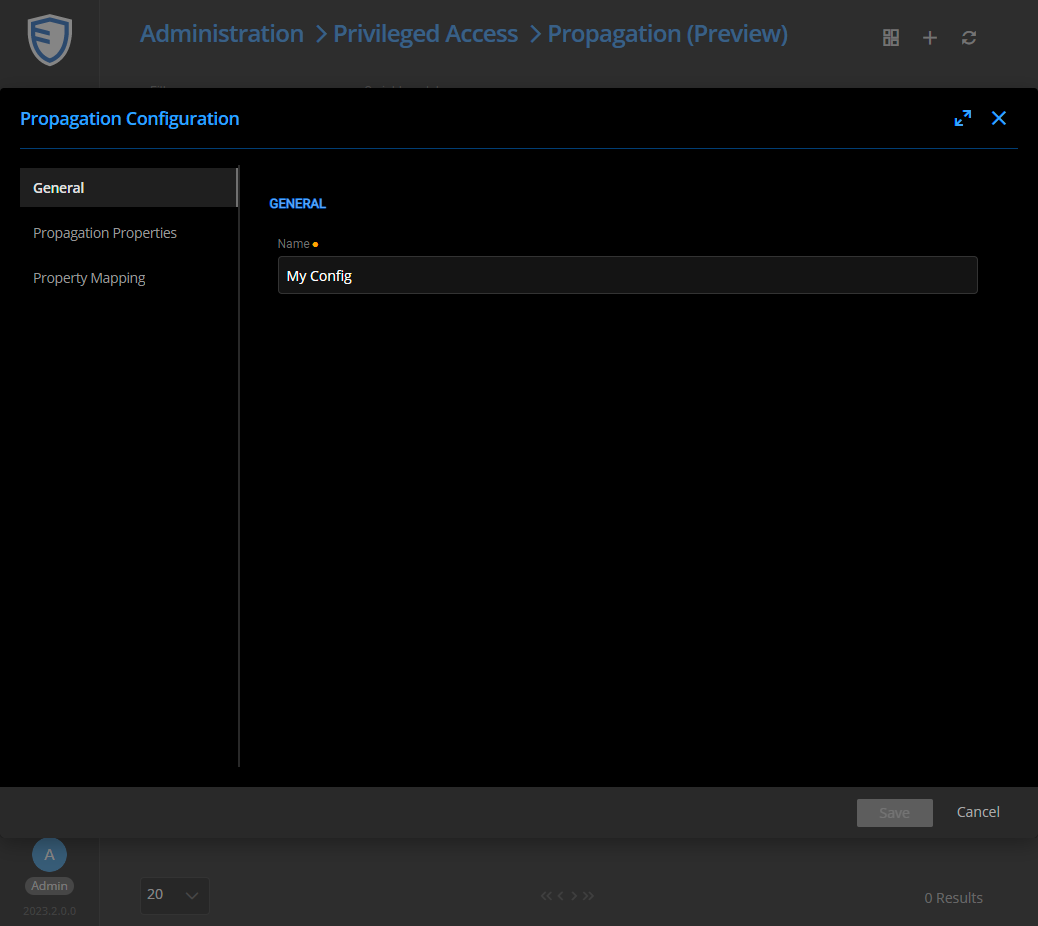 Administration > Privileged Access > Propagation (Preview)
Propagation Configuration
General
Propagation Properties
Property Mapping
GENERAL
Name
My Config
Save
Cancel
A
Admin
2023.2.0.0
20
0 Results